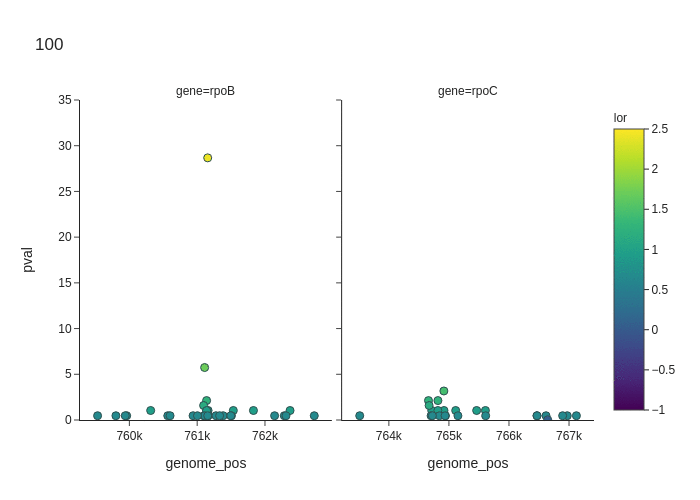 100
gene=rpoB
gene=rpoC
lor
35
30
25
20
15
10
5
0
pval
760k
761k
762k
764k
765k
766k
767k
genome_pos
genome_pos
2.5
2
1.5
1
0.5
0
−0.5
−1